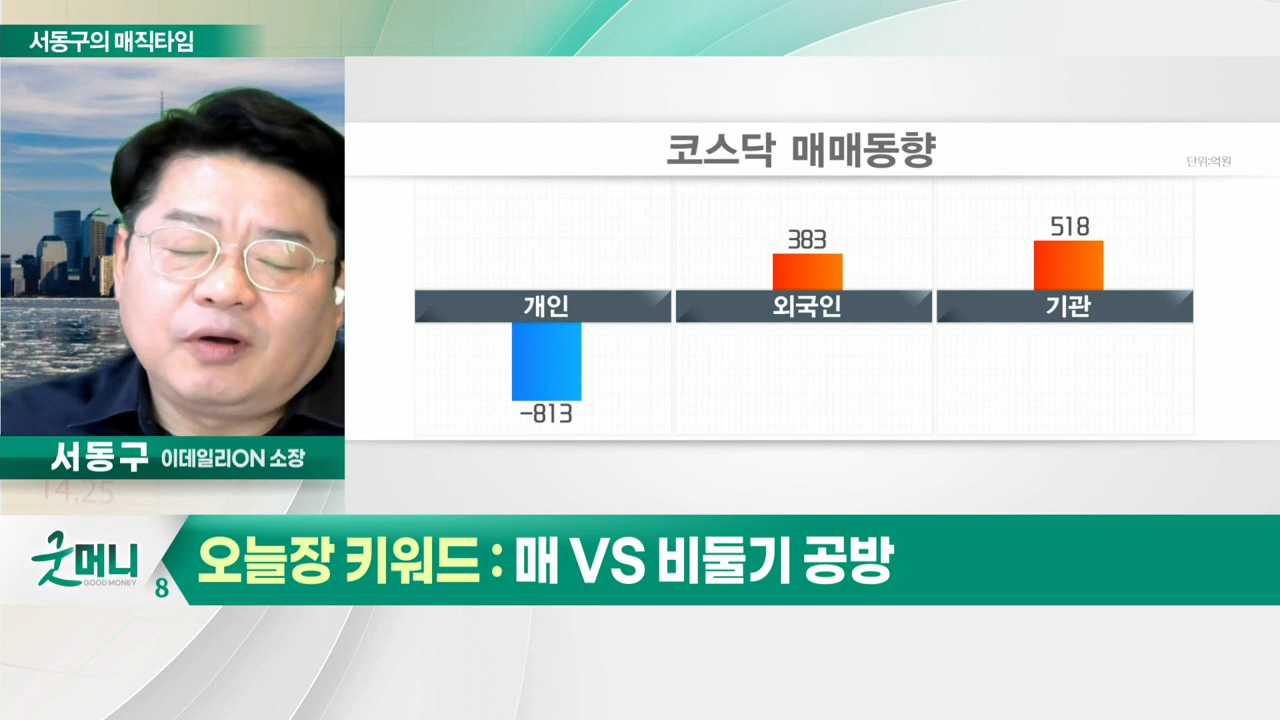 서동구의 매직타임
코스닥 매매동향
단위:억원
383
518
개인
외국인
기관
-813
서동구 이데일리ON 소장
14.25
굿머니
GOOD MONEY
8
오늘장 키워드 : 매 VS 비둘기 공방